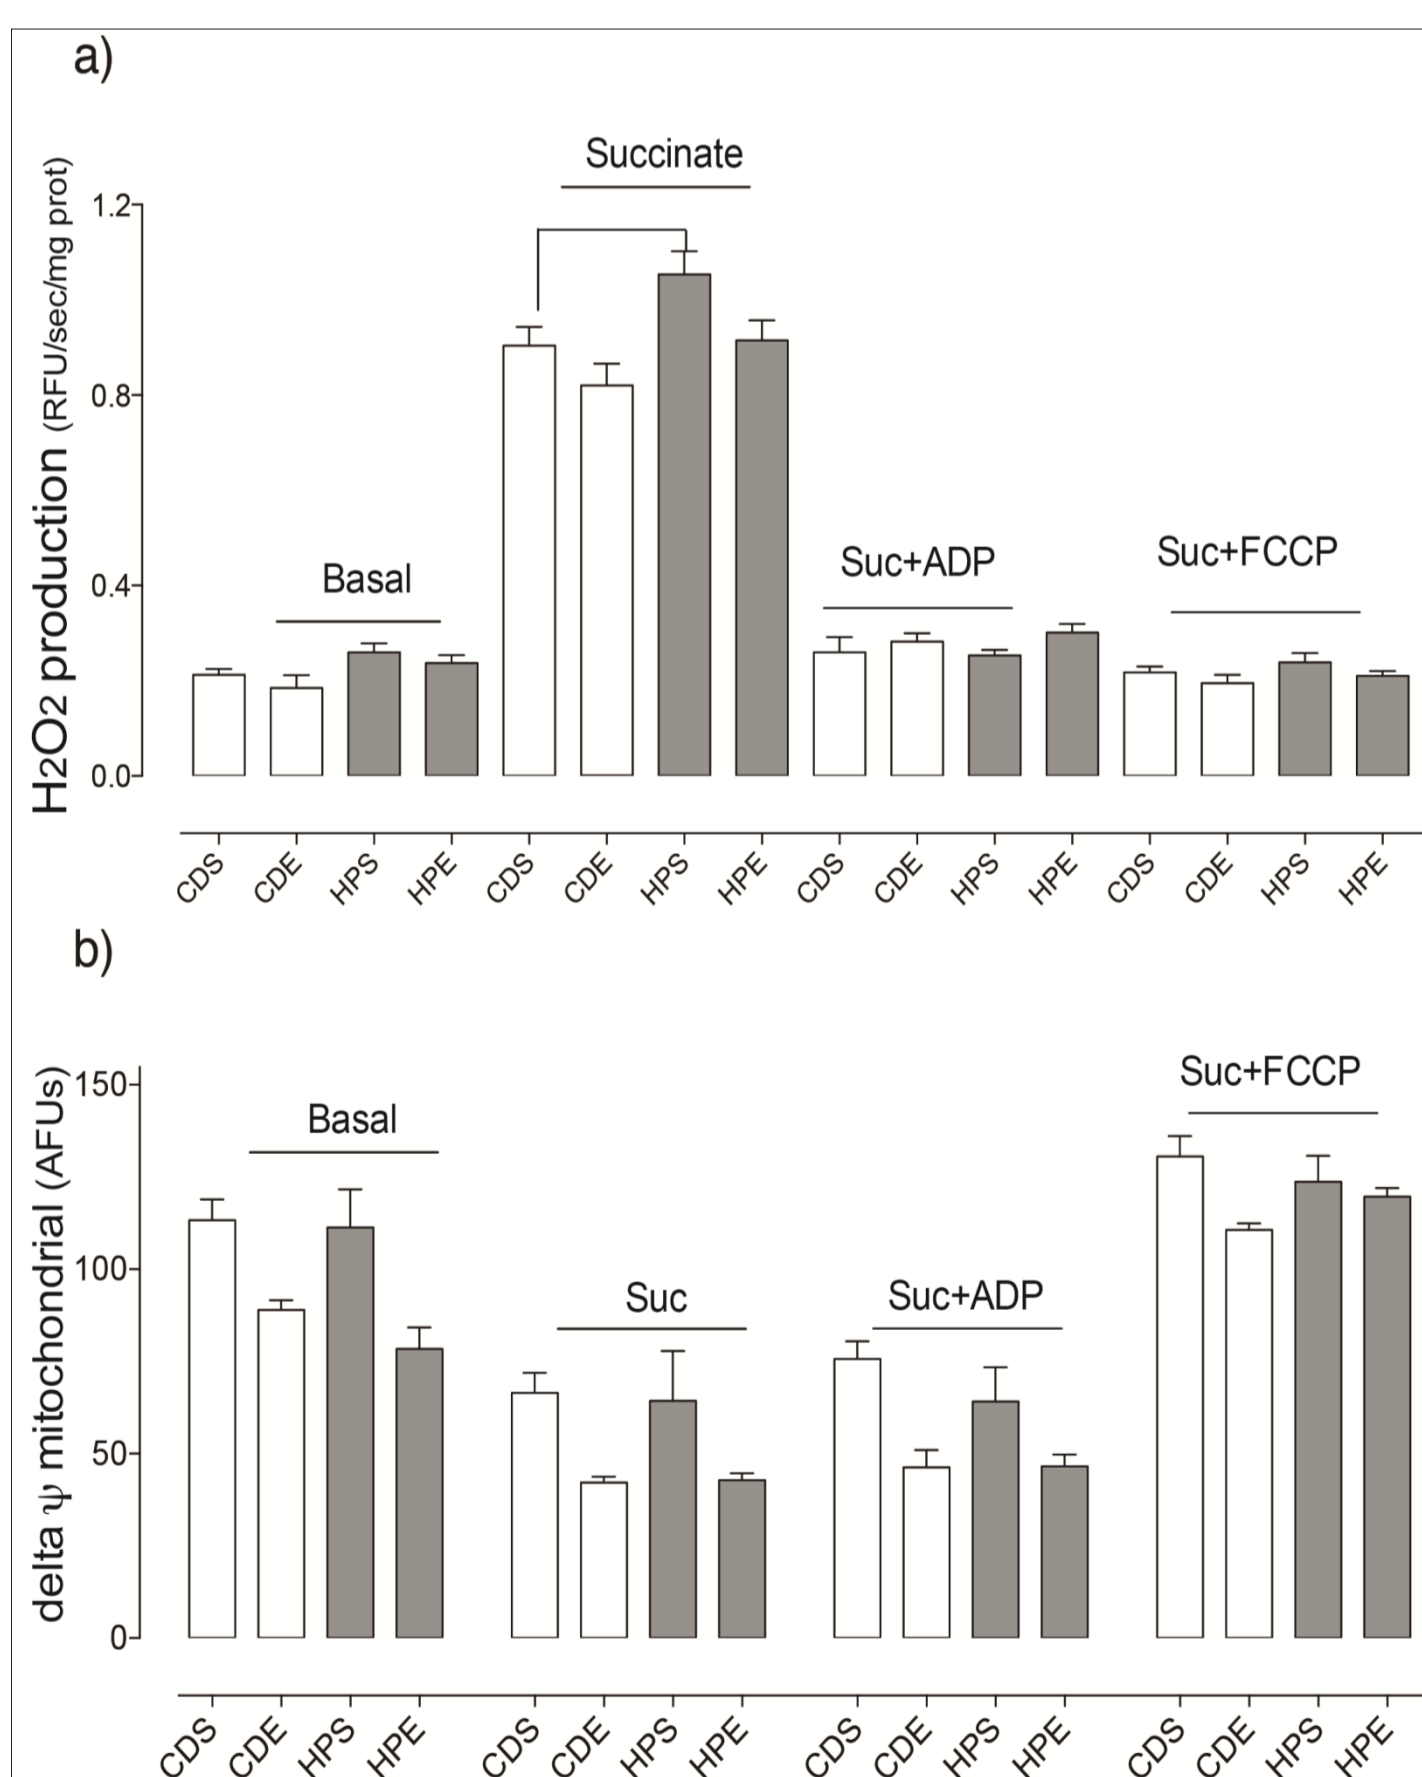 a)
H2O2 production (RFU/sec/mg prot)
1.2
0.8
0.4
0.0
Basal
Succinate
Suc+ADP
Suc+FCCP
CDS CDE HPS HPE CDS CDE HPS HPE CDS CDE HPS HPE CDS CDE HPS HPE
b)
delta ψ mitochondrial (AFUs)
150
100
50
0
Basal
Suc
Suc+ADP
Suc+FCCP
CDS CDE HPS HPE CDS CDE HPS HPE CDS CDE HPS HPE CDS CDE HPS HPE